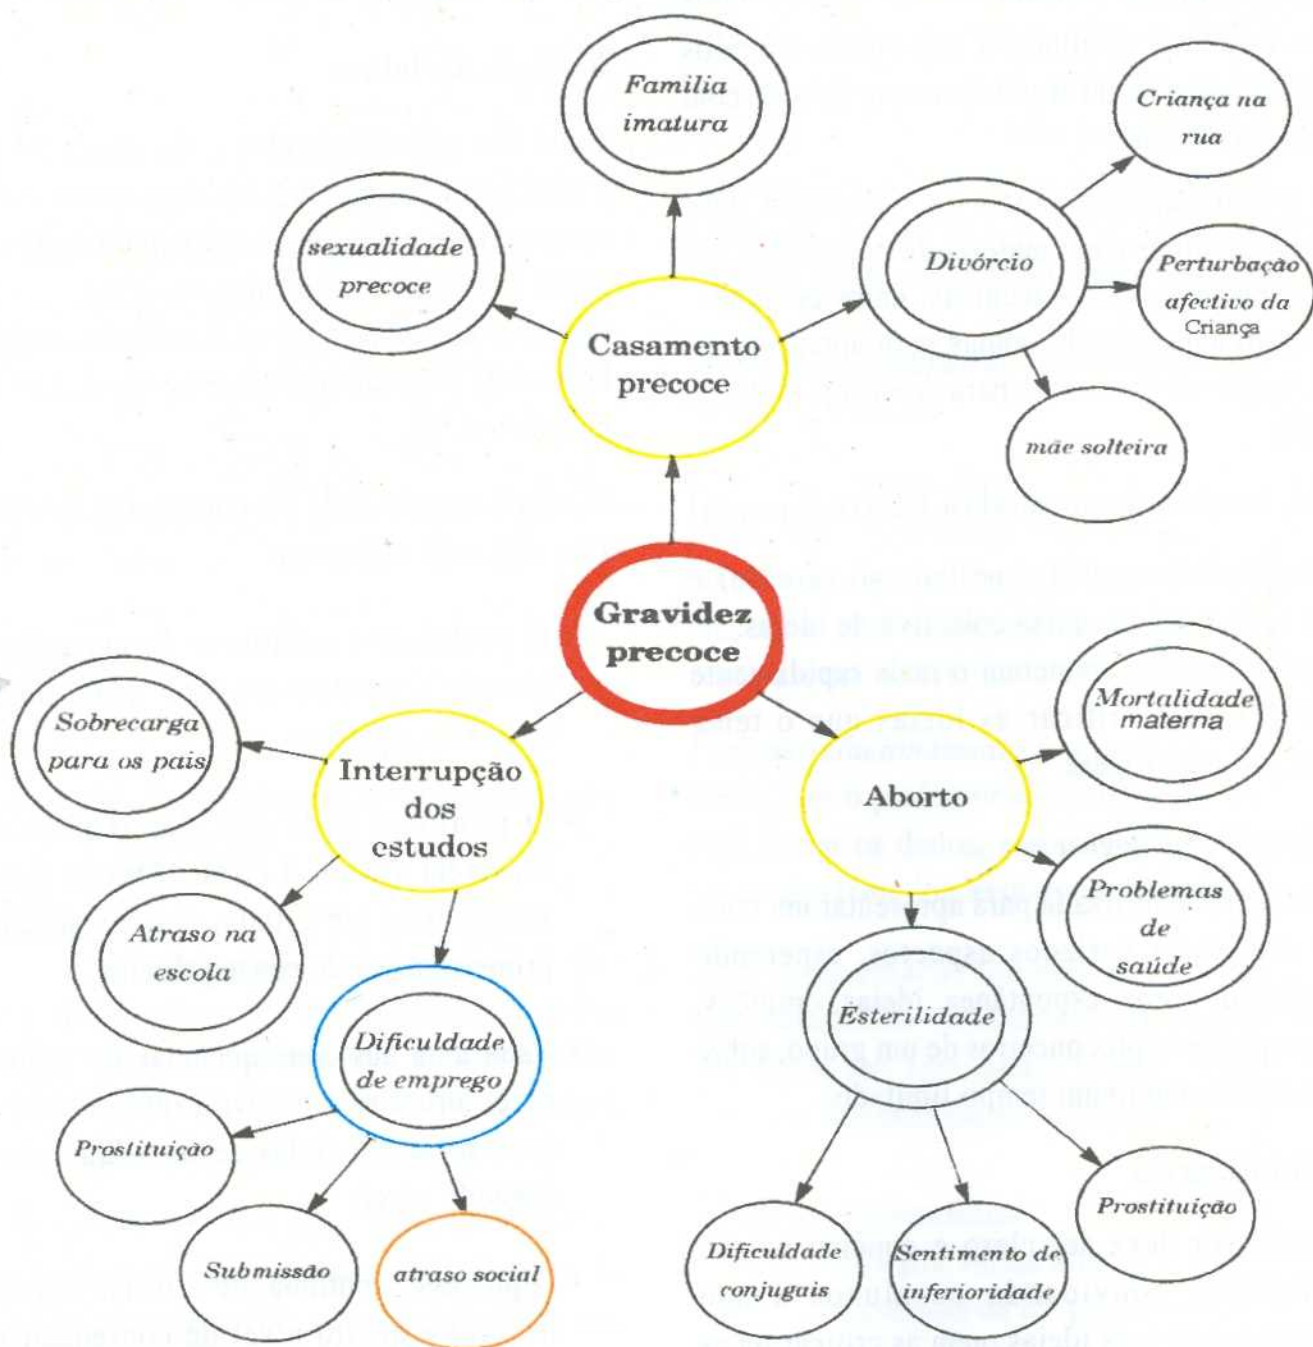 Familia
imatura
Criança na
rua
sexualidade
precoce
Divórcio
Perturbação
afectivo da
Criança
Casamento
precoce
mãe solteira
Gravidez
precoce
Sobrecarga
para os pais
Interrupção
dos
estudos
Aborto
Mortalidade
materna
Atraso na
escola
Problemas
de
saúde
Dificuldade
de emprego
Esterilidade
Prostituição
Submissão
atraso social
Dificuldade
conjugais
Sentimento de
inferioridade
Prostituição